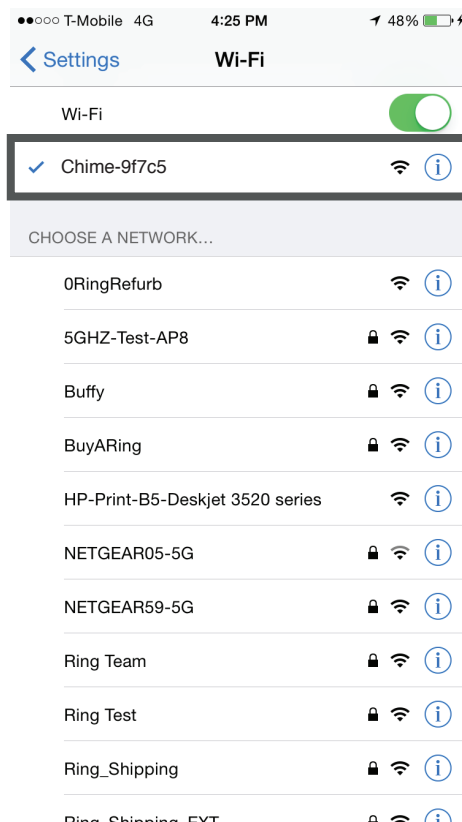 T-Mobile 4G 4:25 PM 48%
Settings Wi-Fi
Wi-Fi
Chime-9f7c5
CHOOSE A NETWORK...
0RingRefurb
5GHZ-Test-AP8
Buffy
BuyARing
HP-Print-B5-Deskjet 3520 series
NETGEAR05-5G
NETGEAR59-5G
Ring Team
Ring Test
Ring_Shipping
Ring_Shipping_EXT